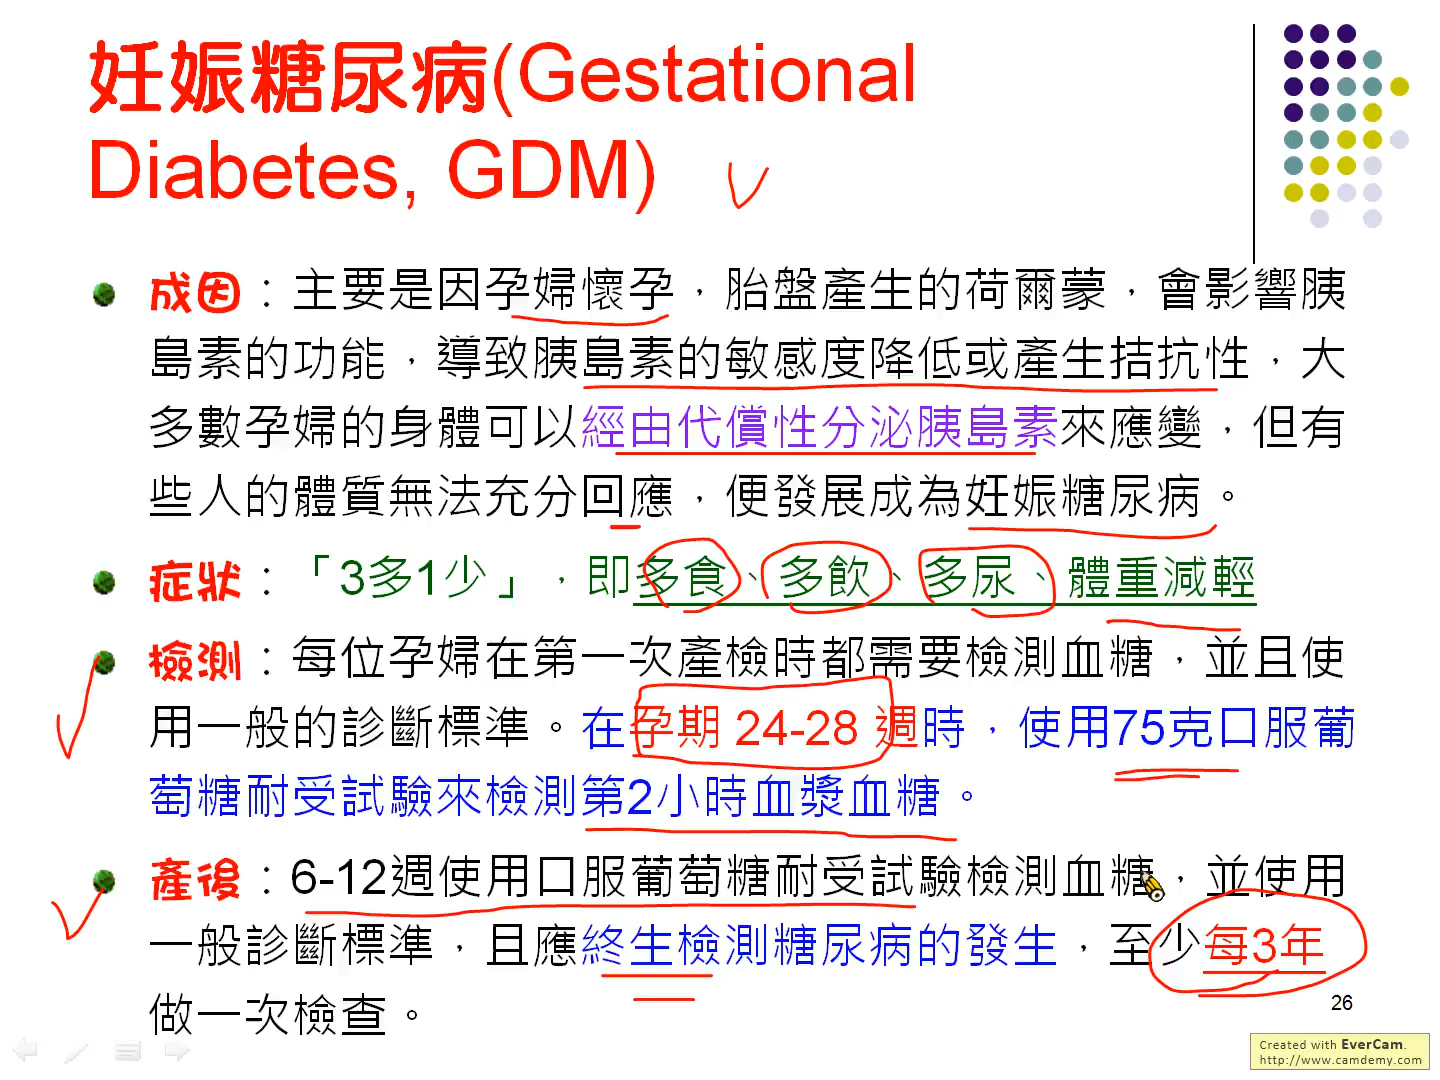 妊娠糖尿病(Gestational
Diabetes, GDM)
成因：主要是因孕婦懷孕，胎盤產生的荷爾蒙，會影響胰
島素的功能，導致胰島素的敏感度降低或產生拮抗性，大
多數孕婦的身體可以經由代償性分泌胰島素來應變，但有
些人的體質無法充分回應，便發展成為妊娠糖尿病。
症狀：「3多1少」，即多食、多飲、多尿、體重減輕
檢測：每位孕婦在第一次產檢時都需要檢測血糖，並且使
用一般的診斷標準。在孕期 24-28 週時，使用75克口服葡
萄糖耐受試驗來檢測第2小時血漿血糖。
產後：6-12週使用口服葡萄糖耐受試驗檢測血糖，並使用
一般診斷標準，且應終生檢測糖尿病的發生，至少每3年
做一次檢查。
26
Created with EverCam.
http://www.camdemy.com